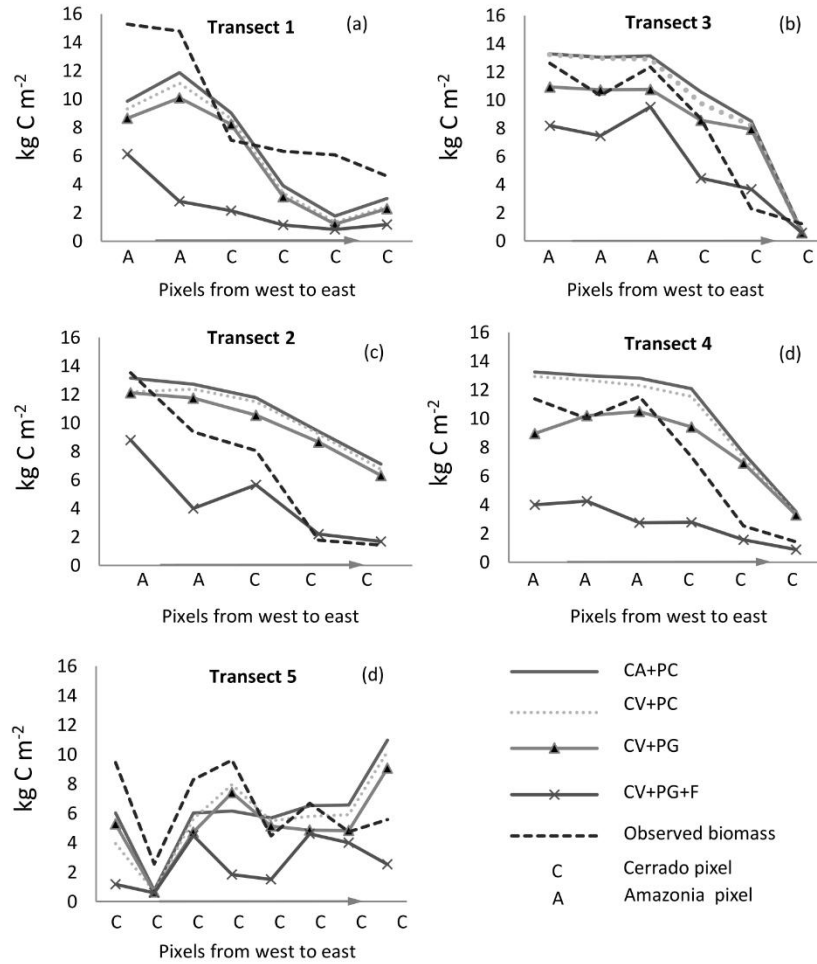 Transect 1 (a)
kg C m⁻²
16
14
12
10
8
6
4
2
0
A A C C C C
Pixels from west to east
Transect 3 (b)
kg C m⁻²
16
14
12
10
8
6
4
2
0
A A A C C C
Pixels from west to east
Transect 2 (c)
kg C m⁻²
16
14
12
10
8
6
4
2
0
A A C C C
Pixels from west to east
Transect 4 (d)
kg C m⁻²
16
14
12
10
8
6
4
2
0
A A A C C C
Pixels from west to east
Transect 5 (d)
kg C m⁻²
16
14
12
10
8
6
4
2
0
C C C C C C C C
Pixels from west to east
CA+PC
CV+PC
CV+PG
CV+PG+F
Observed biomass
C Cerrado pixel
A Amazonia pixel